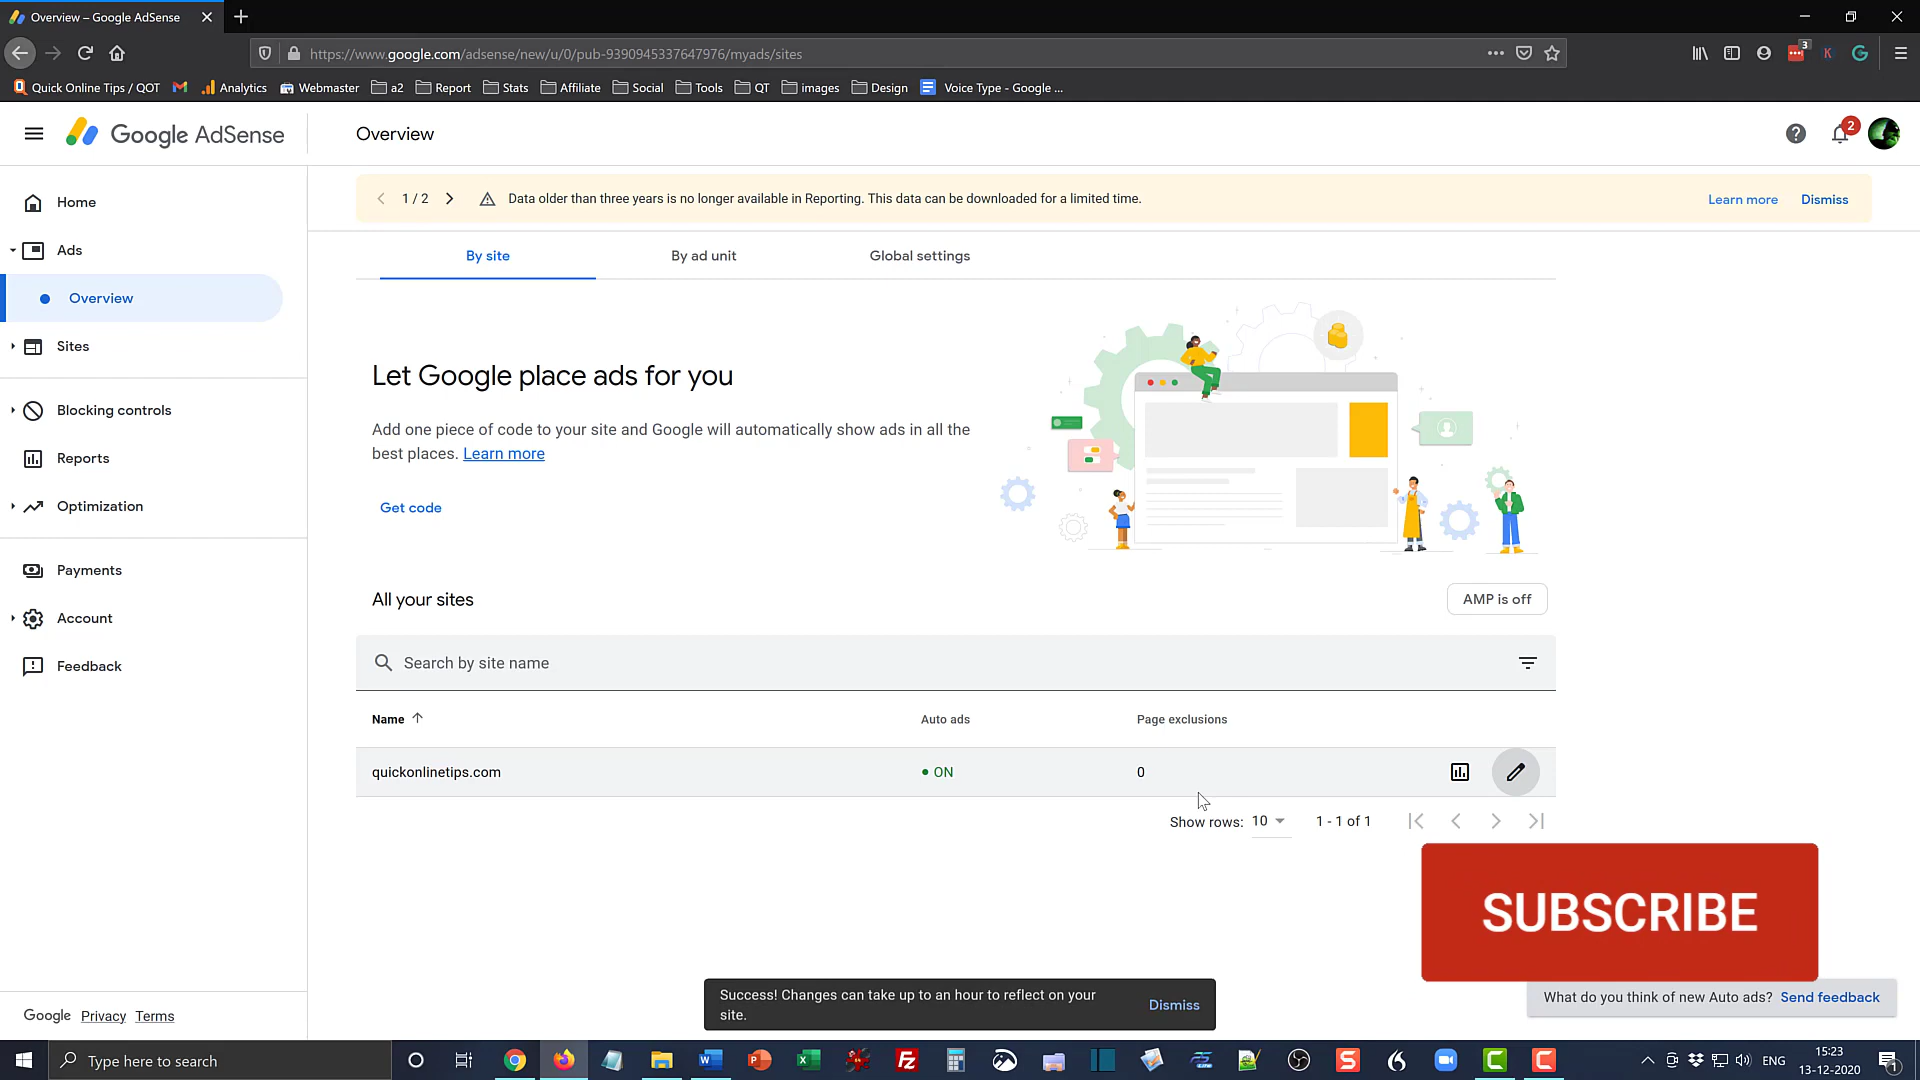 Overview – Google AdSense
https://www.google.com/adsense/new/u/0/pub-9390945337647976/myads/sites
3
K
G
Quick Online Tips / QOT
Analytics
Webmaster
a2
Report
Stats
Affiliate
Social
Tools
QT
images
Design
Voice Type - Google ...
Google AdSense
Overview
2
Home
Ads
Overview
Sites
Blocking controls
Reports
Optimization
Payments
Account
Feedback
Google Privacy Terms
1 / 2
Data older than three years is no longer available in Reporting. This data can be downloaded for a limited time.
Learn more
Dismiss
By site
By ad unit
Global settings
Let Google place ads for you
Add one piece of code to your site and Google will automatically show ads in all the
best places. Learn more
Get code
All your sites
AMP is off
Search by site name
Name
Auto ads
Page exclusions
quickonlinetips.com
ON
0
Show rows: 10
1 - 1 of 1
SUBSCRIBE
Success! Changes can take up to an hour to reflect on your
site.
Dismiss
What do you think of new Auto ads? Send feedback
Type here to search
ENG
15:23
13-12-2020
1